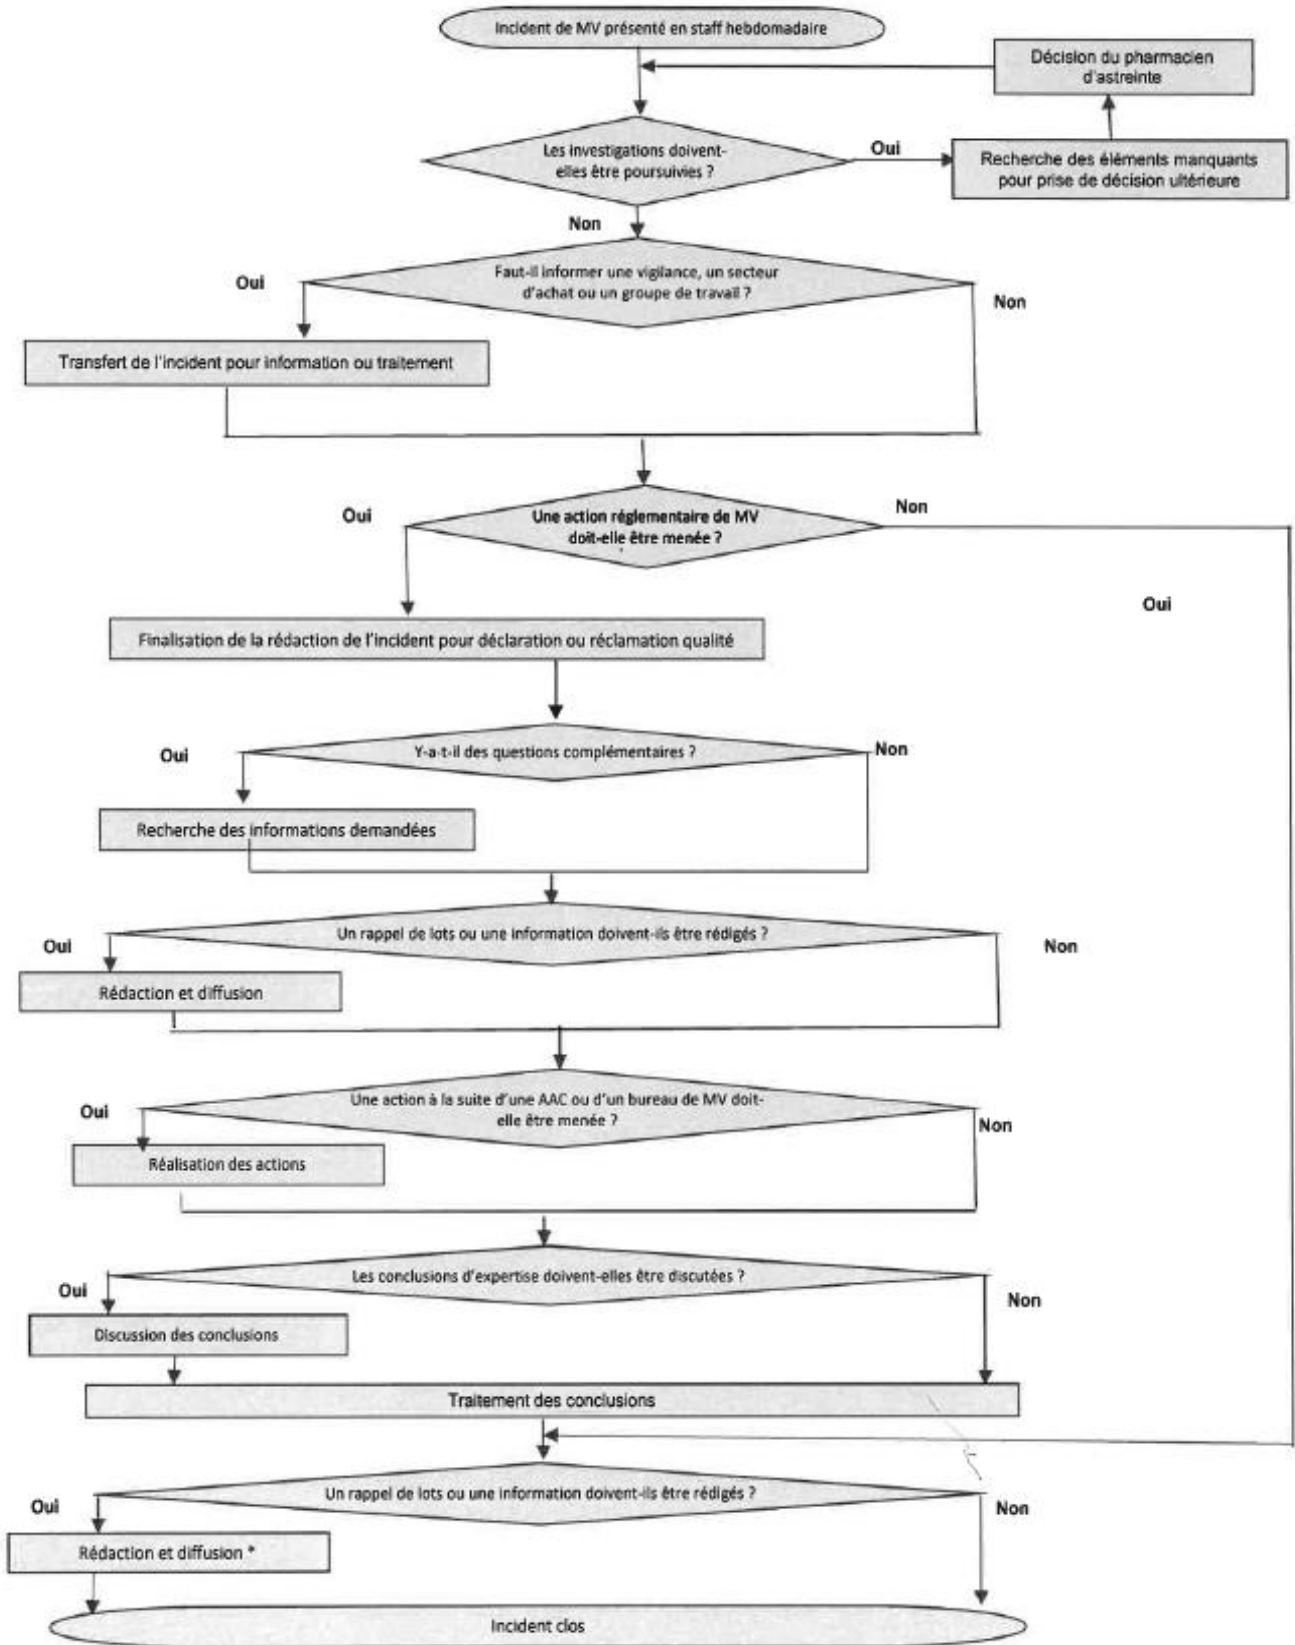 Incident de MV présenté en staff hebdomadaire
Décision du pharmacien
d'astreinte
Les investigations doivent-
elles être poursuivies ?
Oui
Recherche des éléments manquants
pour prise de décision ultérieure
Non
Faut-il informer une vigilance, un secteur
d'achat ou un groupe de travail ?
Oui
Non
Transfert de l'incident pour information ou traitement
Oui
Une action réglementaire de MV
doit-elle être menée ?
Non
Oui
Finalisation de la rédaction de l'incident pour déclaration ou réclamation qualité
Oui
Y-a-t-il des questions complémentaires ?
Non
Recherche des informations demandées
Un rappel de lots ou une information doivent-ils être rédigés ?
Oui
Non
Rédaction et diffusion
Une action à la suite d'une AAC ou d'un bureau de MV doit-
elle être menée ?
Oui
Non
Réalisation des actions
Les conclusions d'expertise doivent-elles être discutées ?
Oui
Non
Discussion des conclusions
Traitement des conclusions
Un rappel de lots ou une information doivent-ils être rédigés ?
Oui
Non
Rédaction et diffusion *
Incident clos